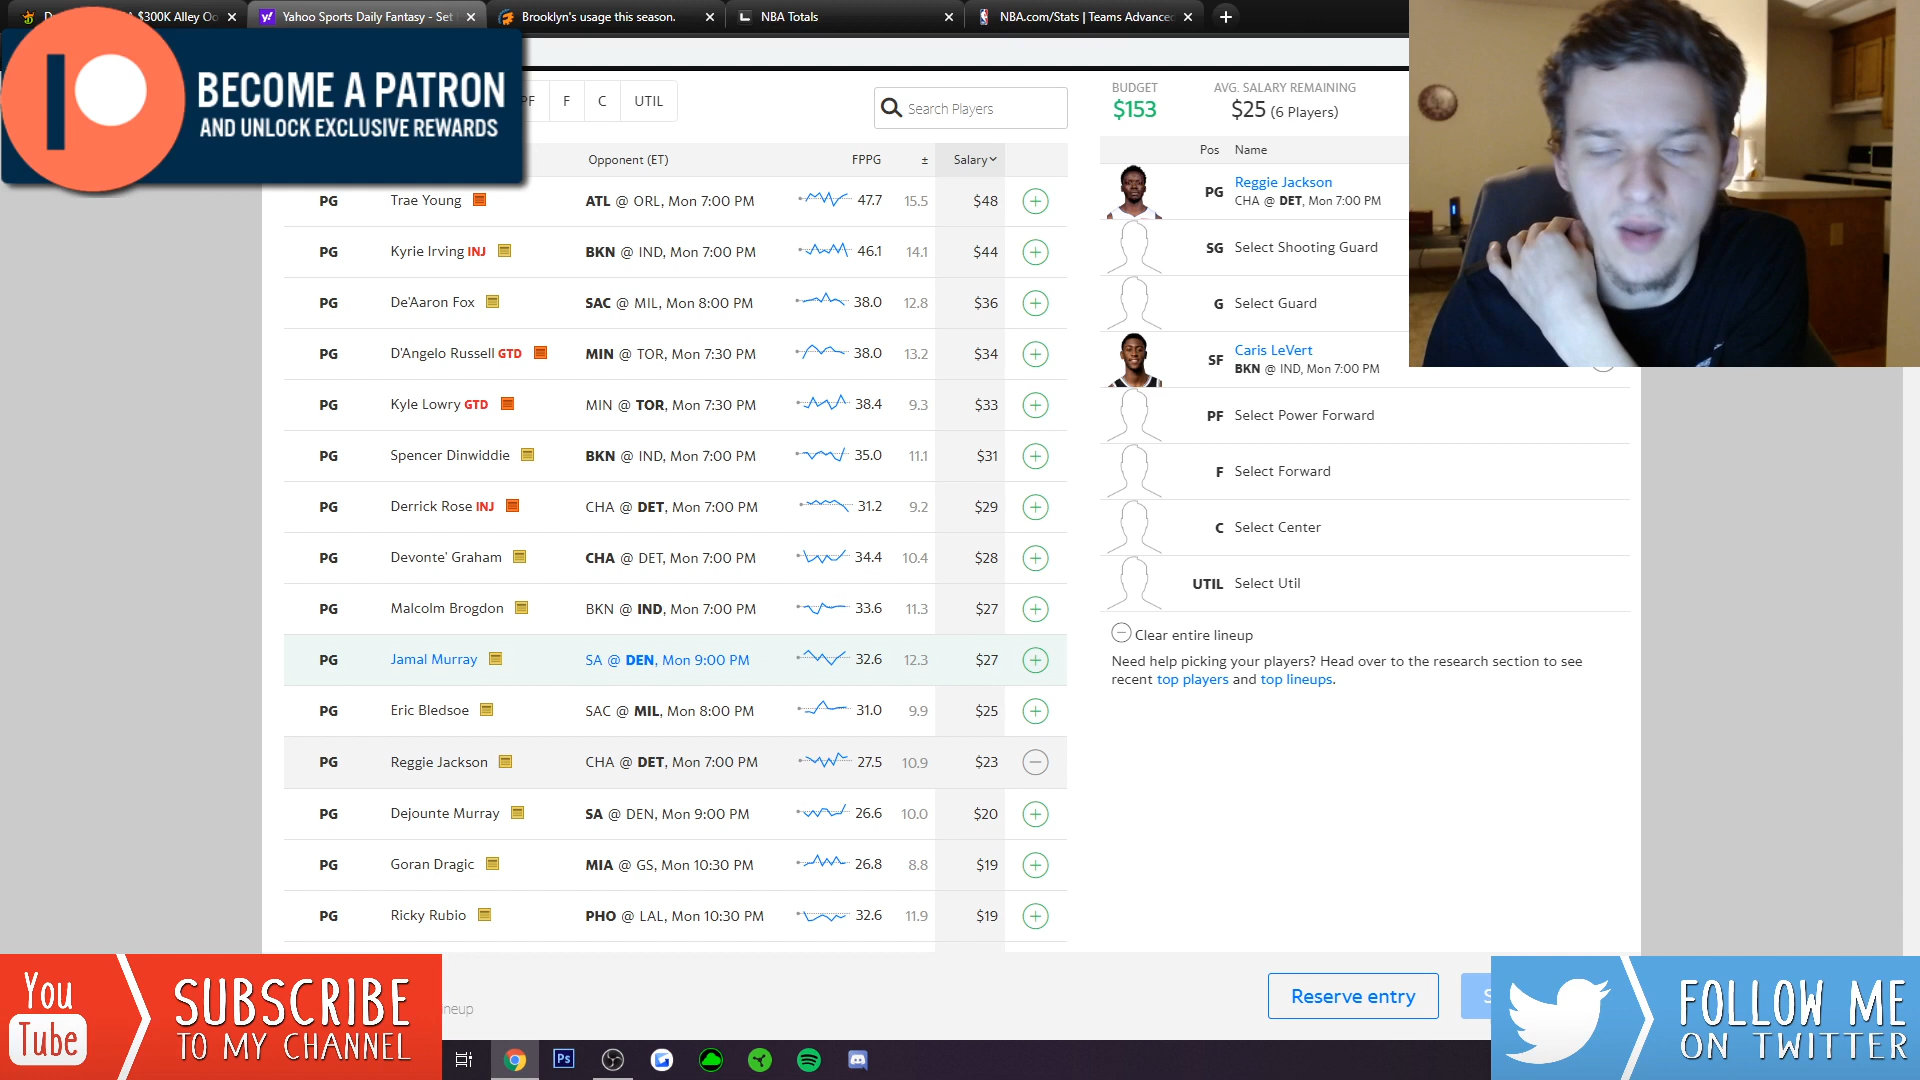 $300K Alley Oo
Yahoo Sports Daily Fantasy - Set
Brooklyn's usage this season.
NBA Totals
NBA.com/Stats | Teams Advance
BECOME A PATRON
AND UNLOCK EXCLUSIVE REWARDS
PF F C UTIL
Search Players
BUDGET
$153
AVG. SALARY REMAINING
$25 (6 Players)
Opponent (ET) FPPG ± Salary
PG Trae Young ATL @ ORL, Mon 7:00 PM 47.7 15.5 $48
PG Kyrie Irving INJ BKN @ IND, Mon 7:00 PM 46.1 14.1 $44
PG De'Aaron Fox SAC @ MIL, Mon 8:00 PM 38.0 12.8 $36
PG D'Angelo Russell GTD MIN @ TOR, Mon 7:30 PM 38.0 13.2 $34
PG Kyle Lowry GTD MIN @ TOR, Mon 7:30 PM 38.4 9.3 $33
PG Spencer Dinwiddie BKN @ IND, Mon 7:00 PM 35.0 11.1 $31
PG Derrick Rose INJ CHA @ DET, Mon 7:00 PM 31.2 9.2 $29
PG Devonte' Graham CHA @ DET, Mon 7:00 PM 34.4 10.4 $28
PG Malcolm Brogdon BKN @ IND, Mon 7:00 PM 33.6 11.3 $27
PG Jamal Murray SA @ DEN, Mon 9:00 PM 32.6 12.3 $27
PG Eric Bledsoe SAC @ MIL, Mon 8:00 PM 31.0 9.9 $25
PG Reggie Jackson CHA @ DET, Mon 7:00 PM 27.5 10.9 $23
PG Dejounte Murray SA @ DEN, Mon 9:00 PM 26.6 10.0 $20
PG Goran Dragic MIA @ GS, Mon 10:30 PM 26.8 8.8 $19
PG Ricky Rubio PHO @ LAL, Mon 10:30 PM 32.6 11.9 $19
Pos Name
PG Reggie Jackson
CHA @ DET, Mon 7:00 PM
SG Select Shooting Guard
G Select Guard
SF Caris LeVert
BKN @ IND, Mon 7:00 PM
PF Select Power Forward
F Select Forward
C Select Center
UTIL Select Util
Clear entire lineup
Need help picking your players? Head over to the research section to see
recent top players and top lineups.
Reserve entry
You
Tube
SUBSCRIBE
TO MY CHANNEL
Ps
FOLLOW ME
ON TWITTER